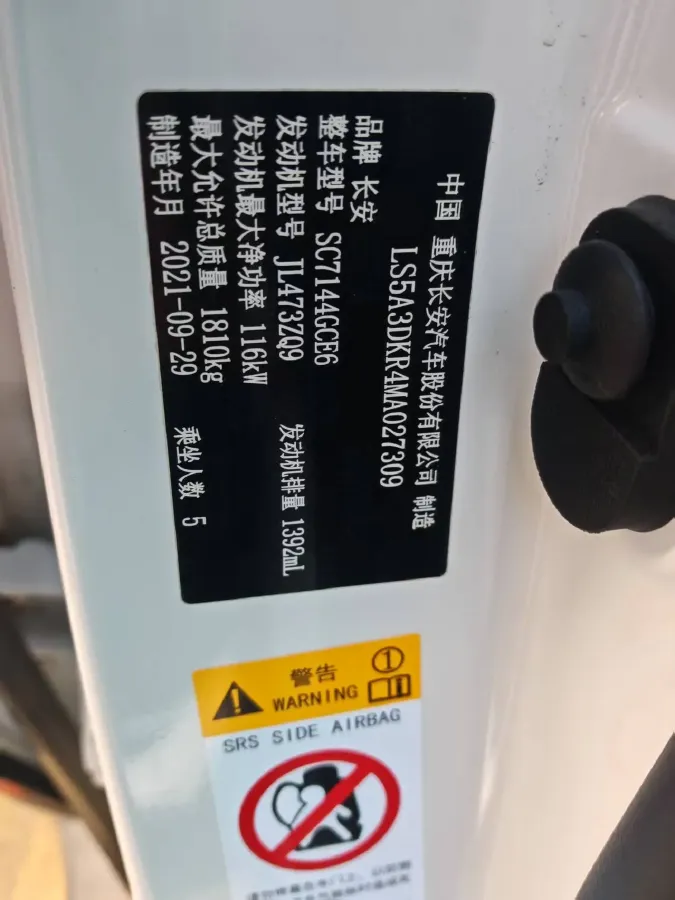 中国 重庆长安汽车股份有限公司 制造
LS5A3DKR4MA027309
品牌 长安
整车型号 SC7144GCE6
发动机型号 JL473ZQ9 发动机排量 1392mL
发动机最大净功率 116kW
最大允许总质量 1810kg
制造年月 2021-09-29 乘坐人数 5
警告 ①
WARNING
SRS SIDE AIRBAG